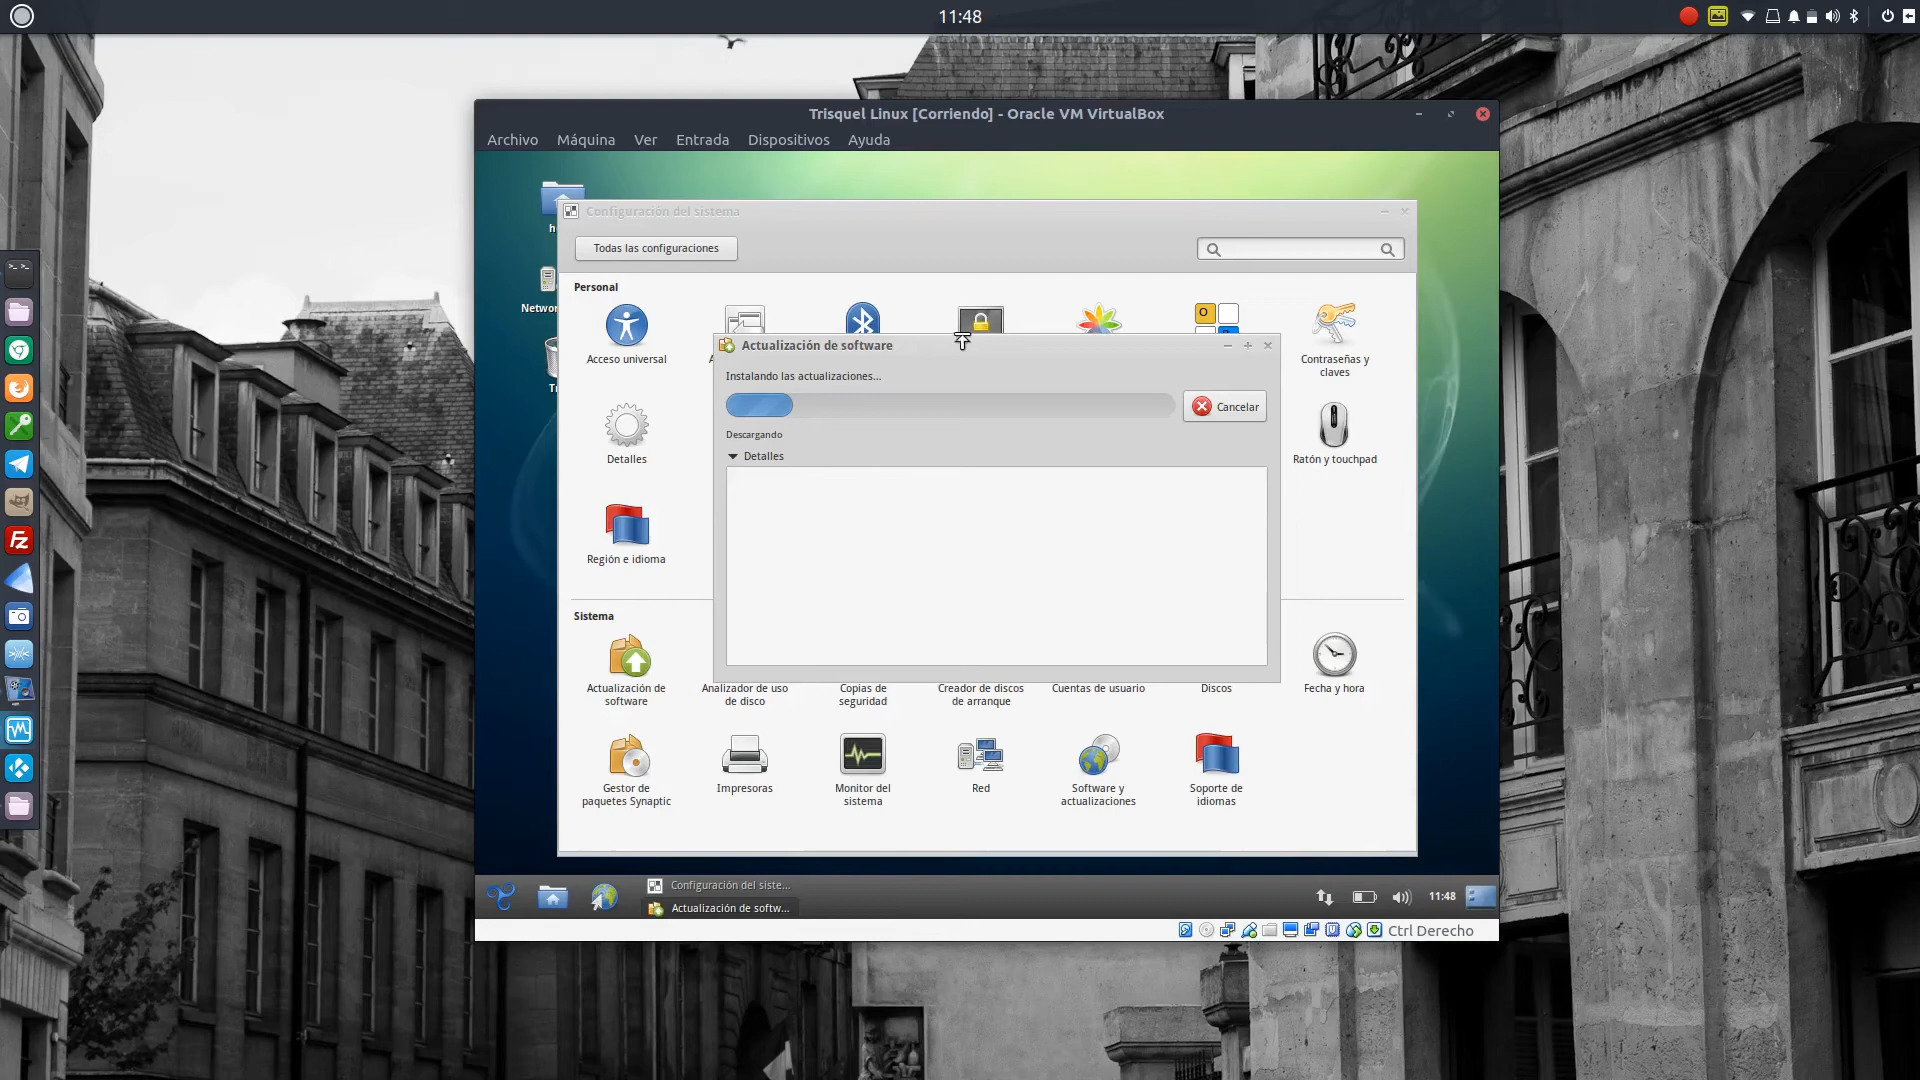 11:48
Trisquel Linux [Corriendo] - Oracle VM VirtualBox
Archivo Máquina Ver Entrada Dispositivos Ayuda
Configuración del sistema
Todas las configuraciones
Personal
Acceso universal
Contraseñas y
claves
Actualización de software
Instalando las actualizaciones...
Cancelar
Descargando
Detalles
Detalles
Ratón y touchpad
Región e idioma
Sistema
Actualización de
software
Analizador de uso
de disco
Copias de
seguridad
Creador de discos
de arranque
Cuentas de usuario
Discos
Fecha y hora
Gestor de
paquetes Synaptic
Impresoras
Monitor del
sistema
Red
Software y
actualizaciones
Soporte de
idiomas
Configuración del siste...
Actualización de softw...
11:48
Ctrl Derecho